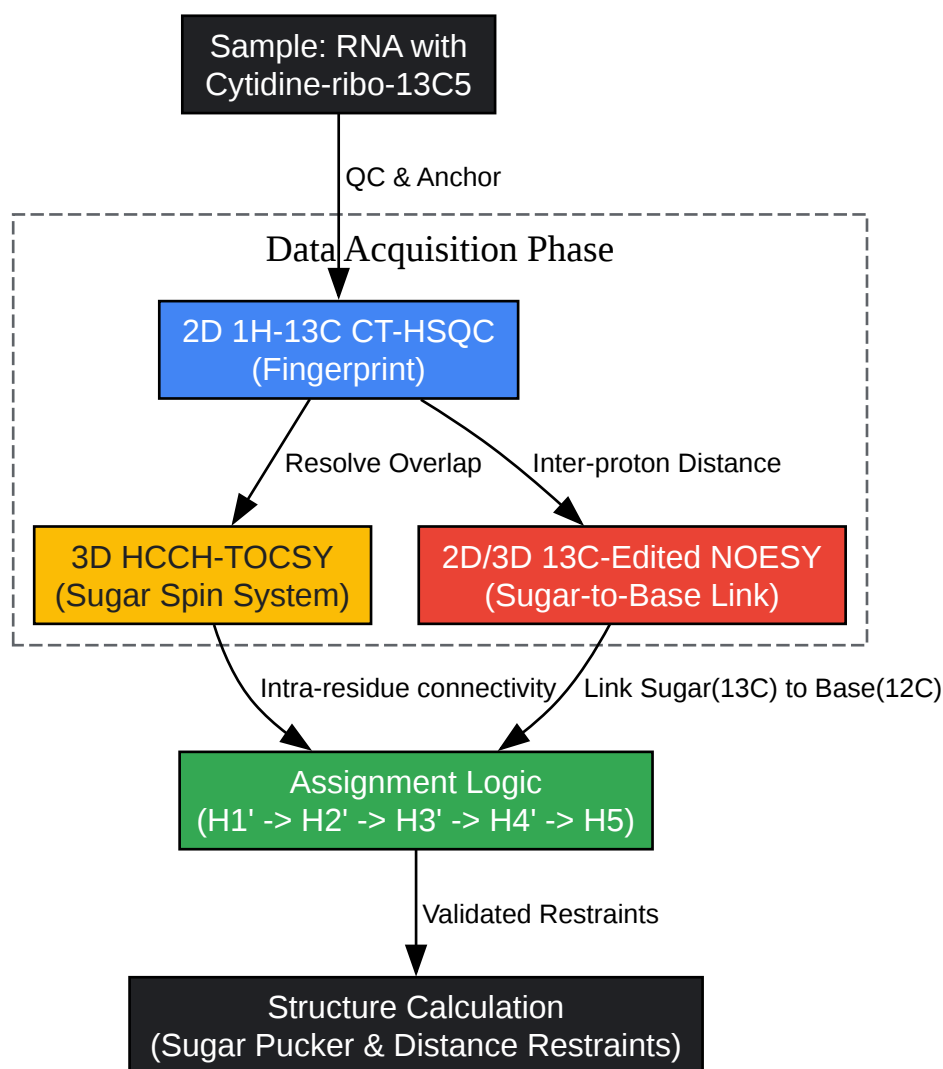 Sample: RNA with
Cytidine-ribo-13C5
QC & Anchor
Data Acquisition Phase
2D 1H-13C CT-HSQC
(Fingerprint)
Resolve Overlap
Inter-proton Distance
3D HCCH-TOCSY
(Sugar Spin System)
2D/3D 13C-Edited NOESY
(Sugar-to-Base Link)
Intra-residue connectivity
Link Sugar(13C) to Base(12C)
Assignment Logic
(H1' -> H2' -> H3' -> H4' -> H5)
Validated Restraints
Structure Calculation
(Sugar Pucker & Distance Restraints)